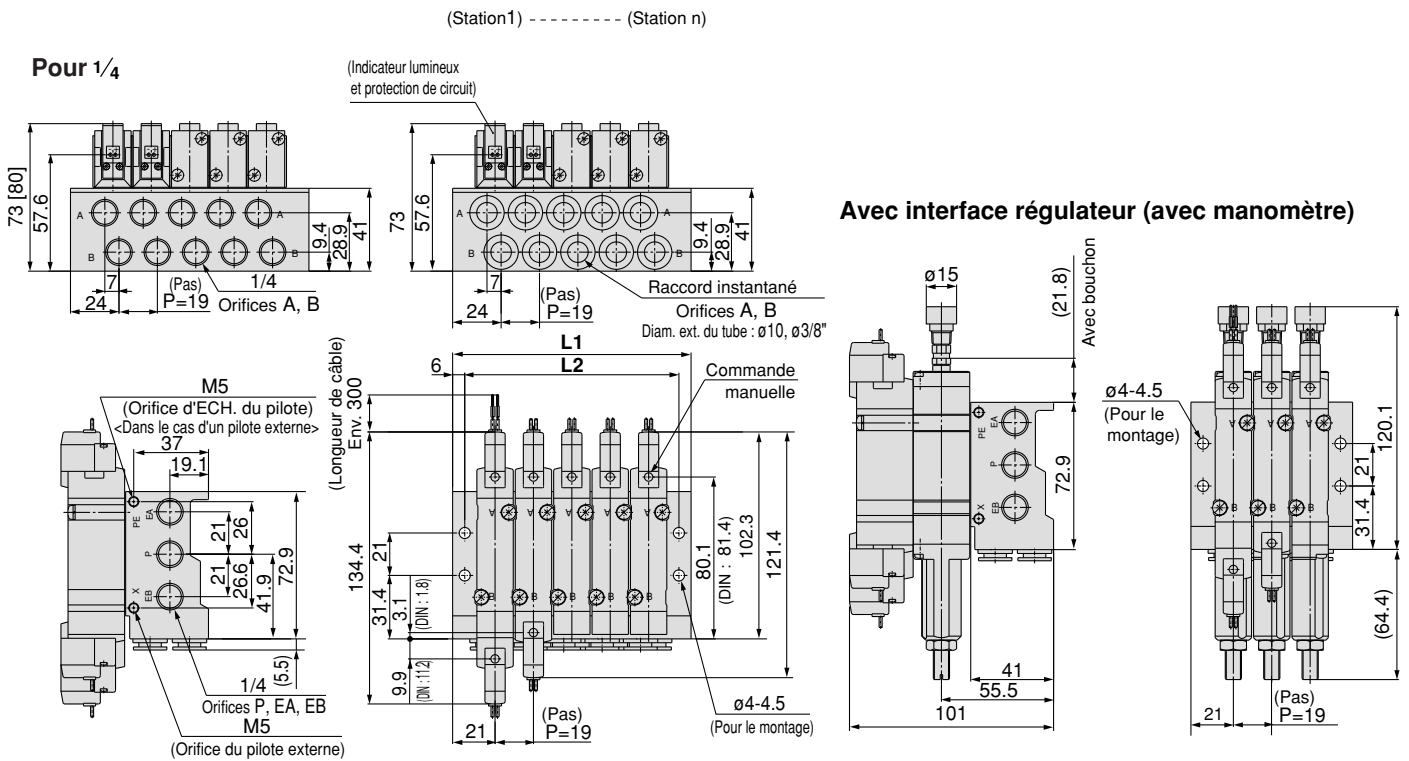 (Station1) ---------- (Station n)
Pour 1/4
(Indicateur lumineux
et protection de circuit)
73 [80]
57.6
A
A
B
B
9.4
28.9
41
7
24
(Pas)
P=19
1/4
Orifices A, B
73
57.6
A
A
B
B
9.4
28.9
41
7
24
(Pas)
P=19
Raccord instantané
Orifices A, B
Diam. ext. du tube : ø10, ø3/8"
Avec interface régulateur (avec manomètre)
M5
(Orifice d'ECH. du pilote)
<Dans le cas d'un pilote externe>
37
19.1
PE
EA
P
X
EB
21
26
21
26.6
41.9
72.9
(5.5)
1/4
Orifices P, EA, EB
M5
(Orifice du pilote externe)
L1
6
L2
(Longueur de câble)
Env. 300
Commande
manuelle
134.4
21
31.4
3.1
(DIN : 1.8)
9.9
(DIN : 11.2)
A
A
A
A
A
B
B
B
B
B
80.1
(DIN : 81.4)
102.3
121.4
21
(Pas)
P=19
ø4-4.5
(Pour le montage)
ø15
(21.8)
Avec bouchon
PE
EA
P
X
EB
72.9
41
55.5
101
ø4-4.5
(Pour le
montage)
A
A
A
B
B
B
120.1
21
31.4
(64.4)
21
(Pas)
P=19